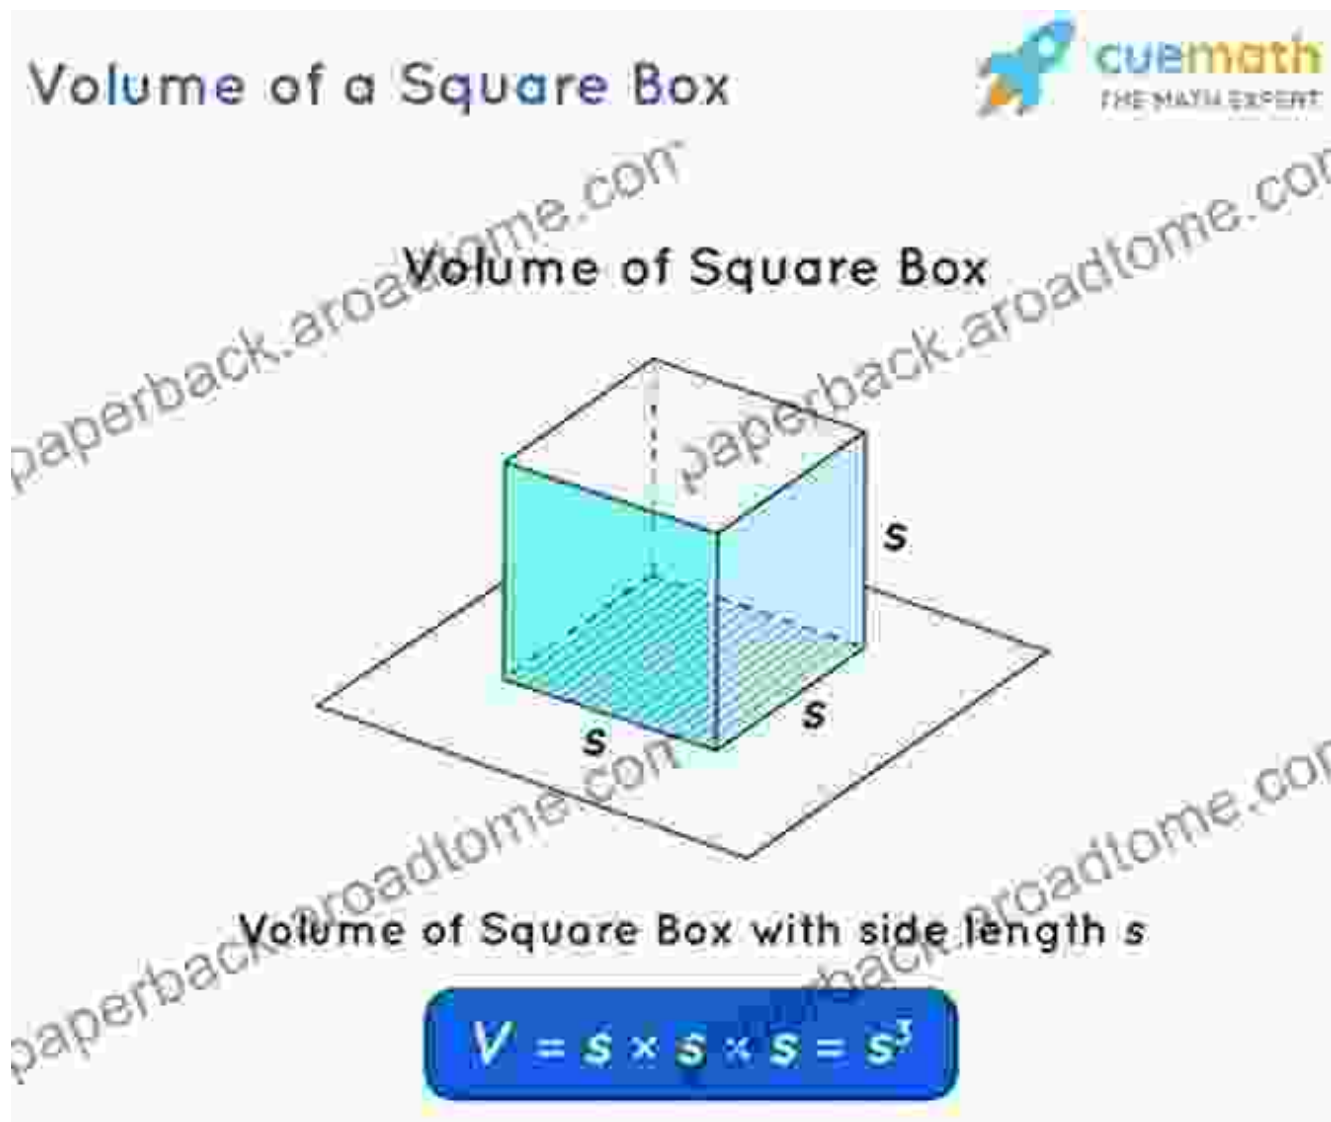 Volume of a Square Box
cuemath
THE MATH EXPERT
paperback.aroadtome.com
paperback.aroadtome.com
Volume of Square Box
s
s
s
paperback.aroadtome.com
paperback.aroadtome.com
Volume of Square Box with side length s
V = s × s × s = s³